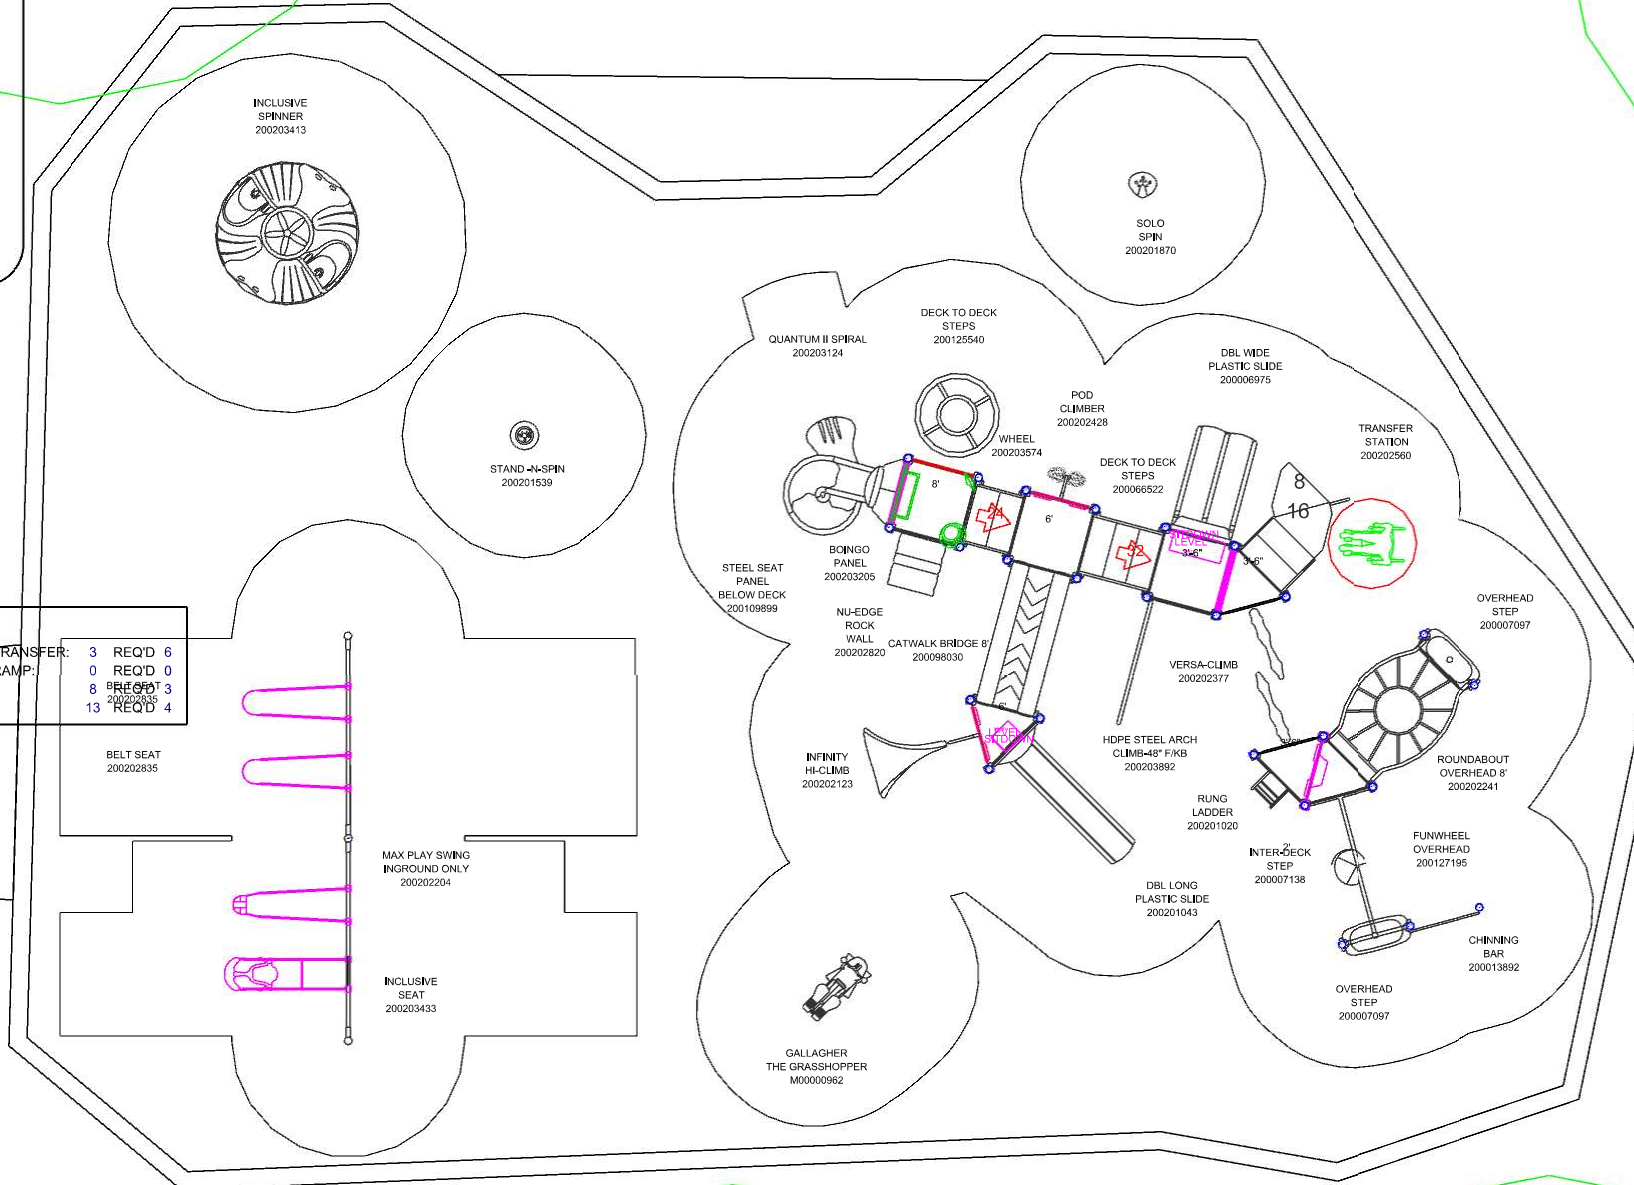 INCLUSIVE
SPINNER
200203413
SOLO
SPIN
200201870
QUANTUM II SPIRAL
200203124
DECK TO DECK
STEPS
200125540
DBL WIDE
PLASTIC SLIDE
200006975
POD
CLIMBER
200202428
WHEEL
200203574
TRANSFER
STATION
200202560
DECK TO DECK
STEPS
200066522
STAND-N-SPIN
200201539
8'
24
6'
52
LEVEL
3'-6"
3'-6"
8
16
BOINGO
PANEL
200203205
STEEL SEAT
PANEL
BELOW DECK
200109899
NU-EDGE
ROCK
WALL
200202820
CATWALK BRIDGE 8'
200098030
OVERHEAD
STEP
200007097
VERSA-CLIMB
200202377
RANSFER: 3 REQ'D 6
RAMP: 0 REQ'D 0
8 REQ'D 3
13 REQ'D 4
BELT SEAT
200202835
BELT SEAT
200202835
6'
LEVEL
INFINITY
HI-CLIMB
200202123
HDPE STEEL ARCH
CLIMB-48" F/KB
200203892
RUNG
LADDER
200201020
ROUNDABOUT
OVERHEAD 8'
200202241
FUNWHEEL
OVERHEAD
200127195
2'
INTER-DECK
STEP
200007138
MAX PLAY SWING
INGROUND ONLY
200202204
DBL LONG
PLASTIC SLIDE
200201043
CHINNING
BAR
200013892
INCLUSIVE
SEAT
200203433
OVERHEAD
STEP
200007097
GALLAGHER
THE GRASSHOPPER
M00000962